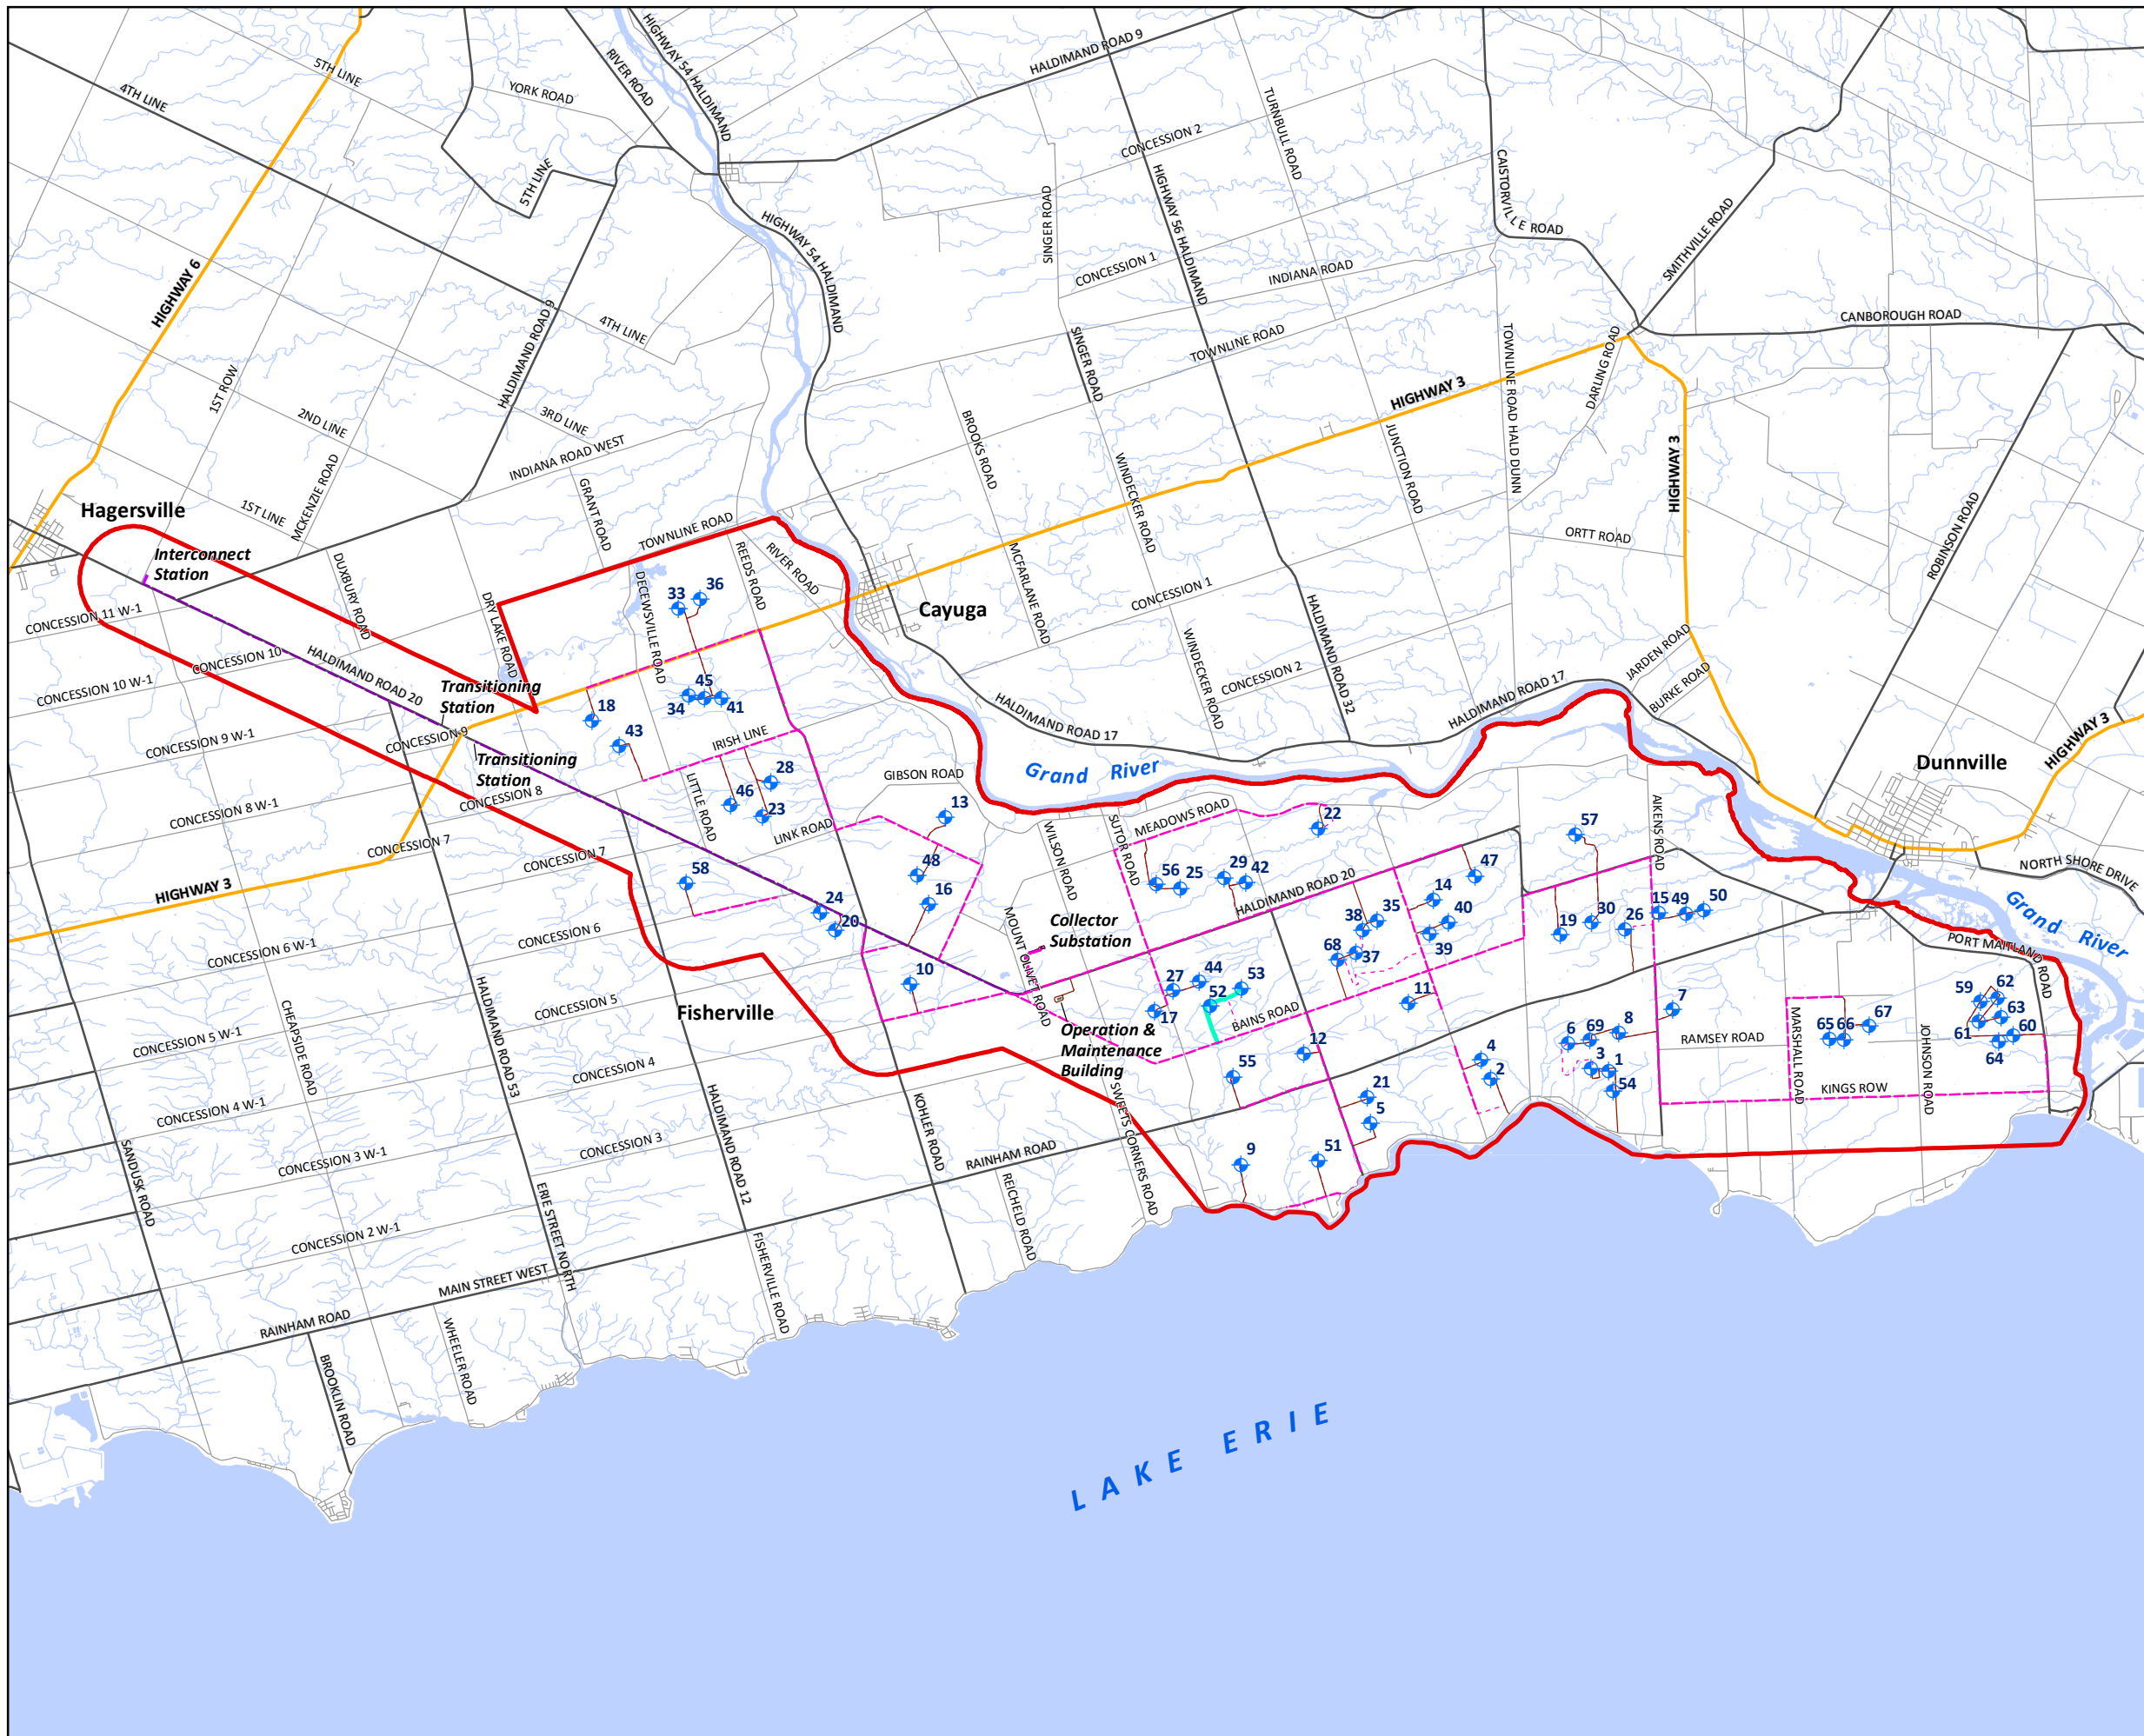 HALDIMAND ROAD 9
HIGHWAY 54 HALDIMAND
RIVER ROAD
5TH LINE
4TH LINE
YORK ROAD
TURNBULL ROAD
CONCESSION 2
CAISTORVILLE ROAD
5TH LINE
SINGER ROAD
HIGHWAY 56 HALDIMAND
SMITHVILLE ROAD
HIGHWAY 54 HALDIMAND
CONCESSION 1
INDIANA ROAD
HIGHWAY 6
4TH LINE
HALDIMAND ROAD 9
CANBOROUGH ROAD
SINGER ROAD
TOWNLINE ROAD
TOWNLINE ROAD HALD DUNN
DARLING ROAD
1ST ROW
2ND LINE
3RD LINE
HIGHWAY 3
INDIANA ROAD WEST
BROOKS ROAD
JUNCTION ROAD
HIGHWAY 3
MCKENZIE ROAD
GRANT ROAD
WINDECKER ROAD
Hagersville
1ST LINE
TOWNLINE ROAD
ORTT ROAD
ROBINSON ROAD
Interconnect
Station
DUXBURY ROAD
REEDS ROAD
RIVER ROAD
MCFARLANE ROAD
CONCESSION 1
DRY LAKE ROAD
DECEWSVILLE ROAD
33
36
Cayuga
HALDIMAND ROAD 32
CONCESSION 11 W-1
CONCESSION 10
HALDIMAND ROAD 20
WINDECKER ROAD
CONCESSION 2
JARDEN ROAD
BURKE ROAD
CONCESSION 10 W-1
Transitioning
Station
45
34
41
18
43
HALDIMAND ROAD 17
HALDIMAND ROAD 17
HIGHWAY 3
CONCESSION 9 W-1
CONCESSION 9
IRISH LINE
Transitioning
Station
Grand River
Dunnville
28
46
23
GIBSON ROAD
13
CONCESSION 8 W-1
CONCESSION 8
LITTLE ROAD
LINK ROAD
WILSON ROAD
SUTOR ROAD
MEADOWS ROAD
22
57
AIKENS ROAD
CONCESSION 7
CONCESSION 7
58
48
16
56
25
29
42
47
NORTH SHORE DRIVE
HIGHWAY 3
24
20
HALDIMAND ROAD 20
14
40
39
38
35
15
49
50
19
30
26
Grand River
CONCESSION 6 W-1
CONCESSION 6
MOUNT OLIVET ROAD
Collector
Substation
68
37
PORT MAITLAND ROAD
10
27
44
53
52
17
11
HALDIMAND ROAD 53
CHEAPSIDE ROAD
CONCESSION 5
Fisherville
Operation &
Maintenance
Building
BAINS ROAD
12
7
6
69
8
RAMSEY ROAD
MARSHALL ROAD
65
66
67
JOHNSON ROAD
59
62
63
61
60
64
CONCESSION 5 W-1
CONCESSION 4
55
4
2
3
1
54
KINGS ROW
21
5
CONCESSION 4 W-1
HALDIMAND ROAD 12
KOHLER ROAD
SWEETS CORNERS ROAD
SANDUSK ROAD
CONCESSION 3 W-1
CONCESSION 3
RAINHAM ROAD
9
51
ERIE STREET NORTH
REICHELD ROAD
CONCESSION 2 W-1
FISHERVILLE ROAD
MAIN STREET WEST
RAINHAM ROAD
WHEELER ROAD
BROOKLIN ROAD
LAKE ERIE